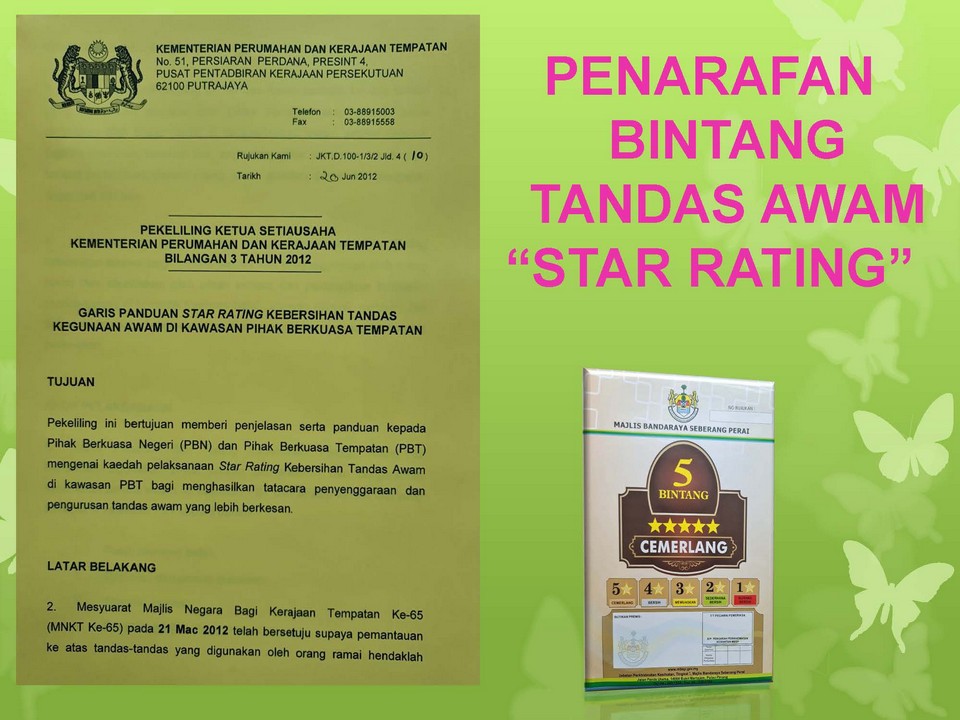 KEMENTERIAN PERUMAHAN DAN KERAJAAN TEMPATAN
No. 51, PERSIARAN PERDANA, PRESINT 4,
PUSAT PENTADBIRAN KERAJAAN PERSEKUTUAN
62100 PUTRAJAYA
Telefon : 03-88915003
Fax : 03-88915558
Rujukan Kami : JKT.D.100-1/3/2 Jld. 4 ( 10 )
Tarikh : 20 Jun 2012
PEKELILING KETUA SETIAUSAHA
KEMENTERIAN PERUMAHAN DAN KERAJAAN TEMPATAN
BILANGAN 3 TAHUN 2012
GARIS PANDUAN STAR RATING KEBERSIHAN TANDAS
KEGUNAAN AWAM DI KAWASAN PIHAK BERKUASA TEMPATAN
TUJUAN
Pekeliling ini bertujuan memberi penjelasan serta panduan kepada
Pihak Berkuasa Negeri (PBN) dan Pihak Berkuasa Tempatan (PBT)
mengenai kaedah pelaksanaan Star Rating Kebersihan Tandas Awam
di kawasan PBT bagi menghasilkan tatacara penyenggaraan dan
pengurusan tandas awam yang lebih berkesan.
LATAR BELAKANG
2. Mesyuarat Majlis Negara Bagi Kerajaan Tempatan Ke-65
(MNKT Ke-65) pada 21 Mac 2012 telah bersetuju supaya pemantauan
ke atas tandas-tandas yang digunakan oleh orang ramai hendaklah
PENARAFAN
BINTANG
TANDAS AWAM
“STAR RATING”
MAJLIS BANDARAYA SEBERANG PERAI
5
BINTANG
CEMERLANG
5 4 3 2 1
CEMERLANG BERSIH